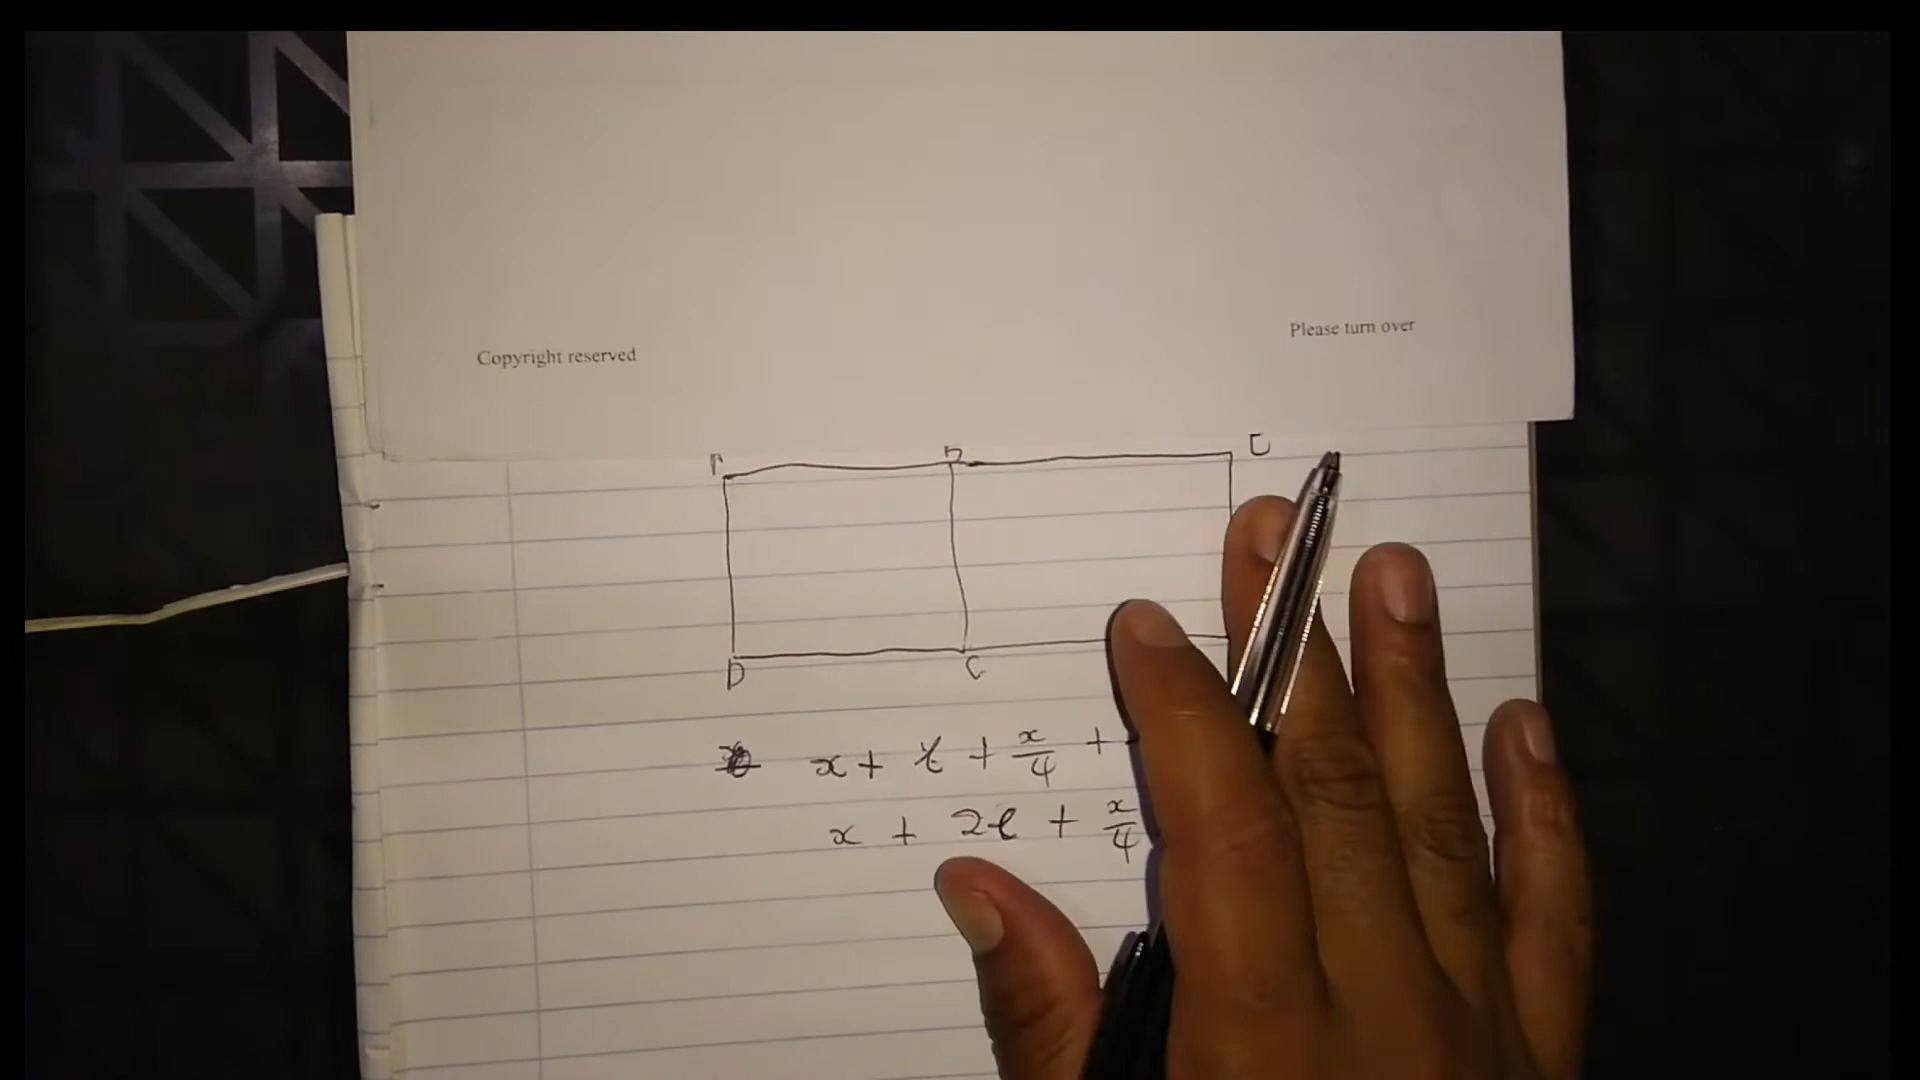 Please turn over
Copyright reserved
D C
x + t + x/4 +
x + 2l + x/4